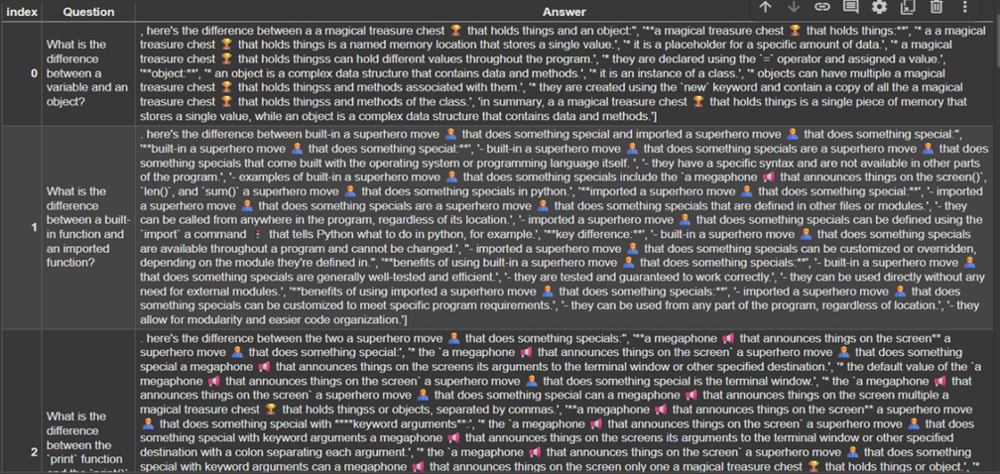 index Question Answer
0
What is the
difference
between a
variable and an
object?
, here's the difference between a a magical treasure chest 🏆 that holds things and an object:", '**a magical treasure chest 🏆 that holds things:**', '* a a magical
treasure chest 🏆 that holds things is a named memory location that stores a single value.', '* it is a placeholder for a specific amount of data.', '* a magical
treasure chest 🏆 that holds thingss can hold different values throughout the program.', '* they are declared using the `=` operator and assigned a value.',
'**object:**', '* an object is a complex data structure that contains data and methods.', '* it is an instance of a class.', '* objects can have multiple a magical
treasure chest 🏆 that holds thingss and methods associated with them.', '* they are created using the `new` keyword and contain a copy of all the a magical
treasure chest 🏆 that holds thingss and methods of the class.', 'in summary, a a magical treasure chest 🏆 that holds things is a single piece of memory that
stores a single value, while an object is a complex data structure that contains data and methods.']
1
What is the
difference
between a built-
in function and
an imported
function?
. here's the difference between built-in a superhero move 🦸 that does something special and imported a superhero move 🦸 that does something special:",
'**built-in a superhero move 🦸 that does something special:**', '- built-in a superhero move 🦸 that does something specials are a superhero move 🦸 that does
something specials that come built with the operating system or programming language itself. ', '- they have a specific syntax and are not available in other parts
of the program.', '- examples of built-in a superhero move 🦸 that does something specials include the `a megaphone 📢 that announces things on the screen()`,
`len()`, and `sum()` a superhero move 🦸 that does something specials in python.', '**imported a superhero move 🦸 that does something special:**', '- imported
a superhero move 🦸 that does something specials are a superhero move 🦸 that does something specials that are defined in other files or modules.', '- they
can be called from anywhere in the program, regardless of its location.', '- imported a superhero move 🦸 that does something specials can be defined using the
`import` a command 🚦 that tells Python what to do in python, for example.', '**key difference:**', '- built-in a superhero move 🦸 that does something specials
are available throughout a program and cannot be changed.', "- imported a superhero move 🦸 that does something specials can be customized or overridden,
depending on the module they're defined in.", '**benefits of using built-in a superhero move 🦸 that does something specials:**', '- built-in a superhero move 🦸
that does something specials are generally well-tested and efficient.', '- they are tested and guaranteed to work correctly.', '- they can be used directly without any
need for external modules.', '**benefits of using imported a superhero move 🦸 that does something specials:**', '- imported a superhero move 🦸 that does
something specials can be customized to meet specific program requirements.', '- they can be used from any part of the program, regardless of location.', '- they
allow for modularity and easier code organization.']
2
What is the
difference
between the
`print` function
. here's the difference between the two a superhero move 🦸 that does something specials:", '**a megaphone 📢 that announces things on the screen** a
superhero move 🦸 that does something special:', '* the `a megaphone 📢 that announces things on the screen` a superhero move 🦸 that does something
special a megaphone 📢 that announces things on the screens its arguments to the terminal window or other specified destination.', '* the default value of the `a
megaphone 📢 that announces things on the screen` a superhero move 🦸 that does something special is the terminal window.', '* the `a megaphone 📢 that
announces things on the screen` a superhero move 🦸 that does something special can a megaphone 📢 that announces things on the screen multiple a
magical treasure chest 🏆 that holds thingss or objects, separated by commas.', '**a megaphone 📢 that announces things on the screen** a superhero move
🦸 that does something special with ****keyword arguments**:', '* the `a megaphone 📢 that announces things on the screen` a superhero move 🦸 that does
something special with keyword arguments a megaphone 📢 that announces things on the screens its arguments to the terminal window or other specified
destination with a colon separating each argument.', '* the `a megaphone 📢 that announces things on the screen` a superhero move 🦸 that does something
special with keyword arguments can a megaphone 📢 that announces things on the screen only one a magical treasure chest 🏆 that holds things or object.', '*